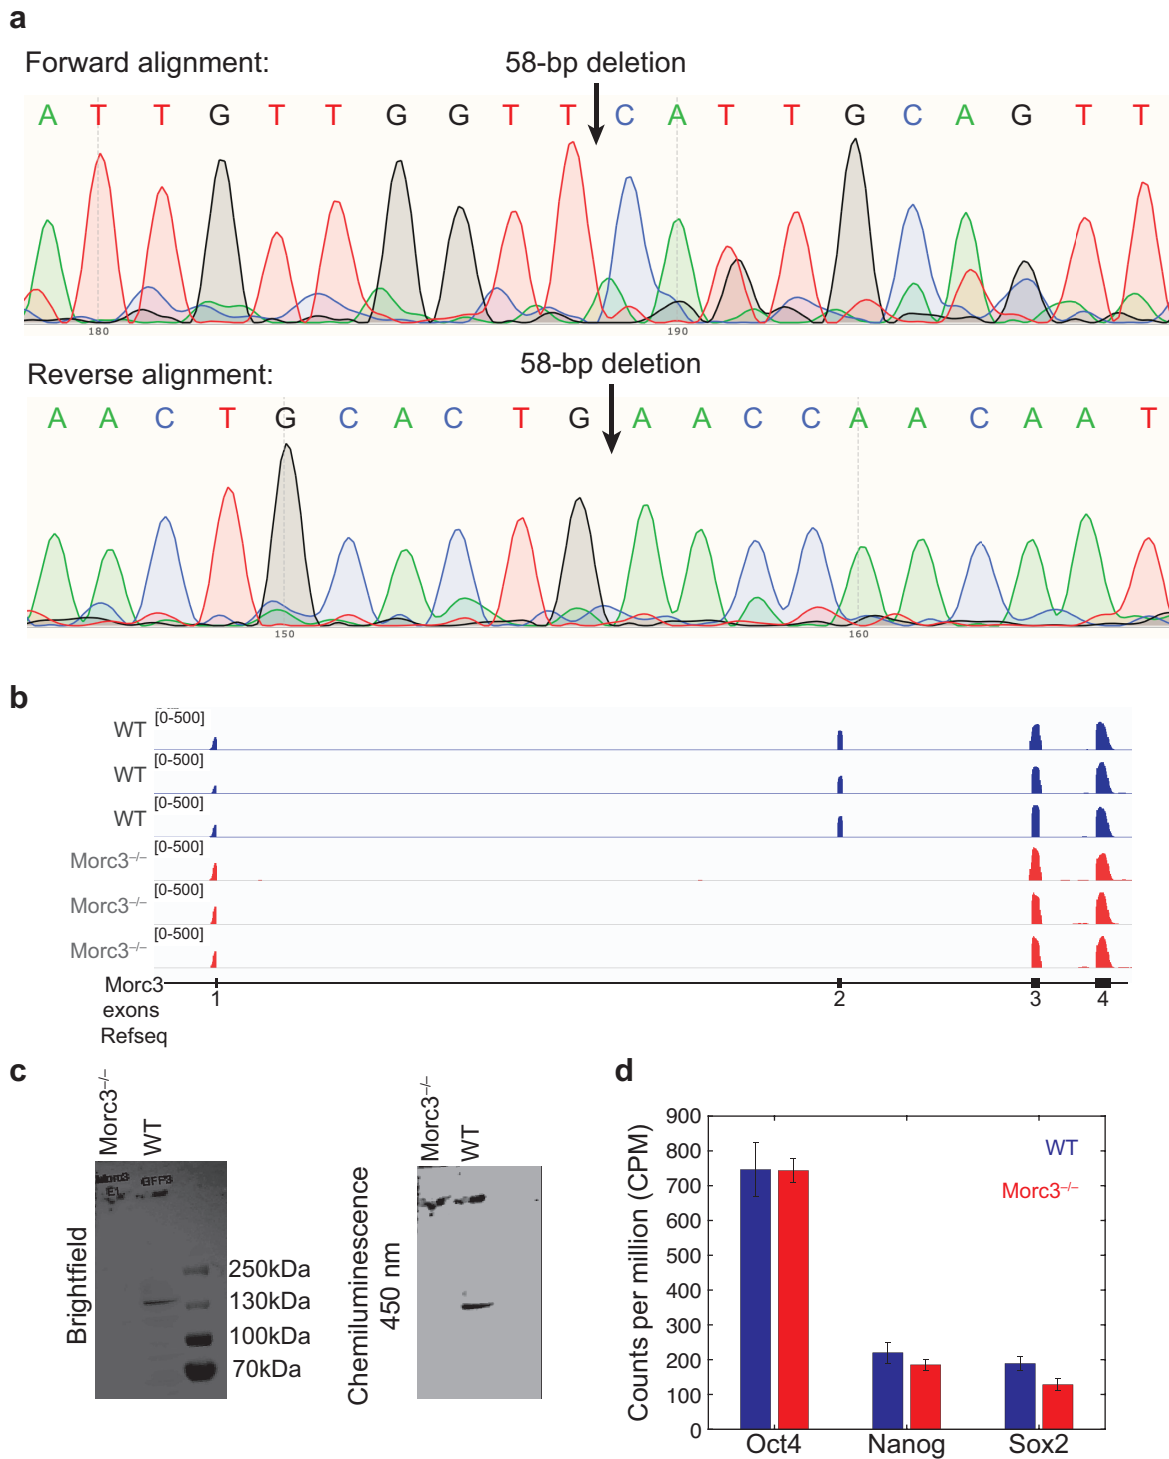 a
Forward alignment:
58-bp deletion
A T T G T T G G T T C A T T G C A G T T
180
190
Reverse alignment:
58-bp deletion
A A C T G C A C T G A A C C A A C A A T
150
160
b
WT [0-500]
WT [0-500]
WT [0-500]
Morc3–/– [0-500]
Morc3–/– [0-500]
Morc3–/– [0-500]
Morc3
exons
Refseq
1 2 3 4
c
Morc3–/–
WT
Brightfield
Morc3
E1
GFP3
250kDa
130kDa
100kDa
70kDa
Morc3–/–
WT
Chemiluminescence
450 nm
d
Counts per million (CPM)
900
800
700
600
500
400
300
200
100
0
WT
Morc3–/–
Oct4 Nanog Sox2